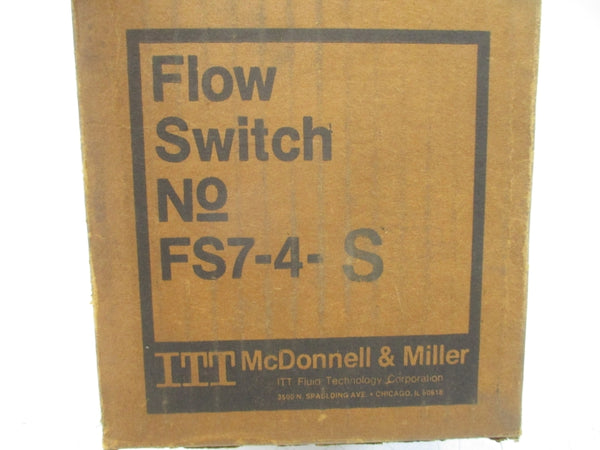 Flow
Switch
Nº
FS7-4-S
ITT McDonnell & Miller
ITT Fluid Technology Corporation
3500 N. SPAULDING AVE. • CHICAGO, IL 60618